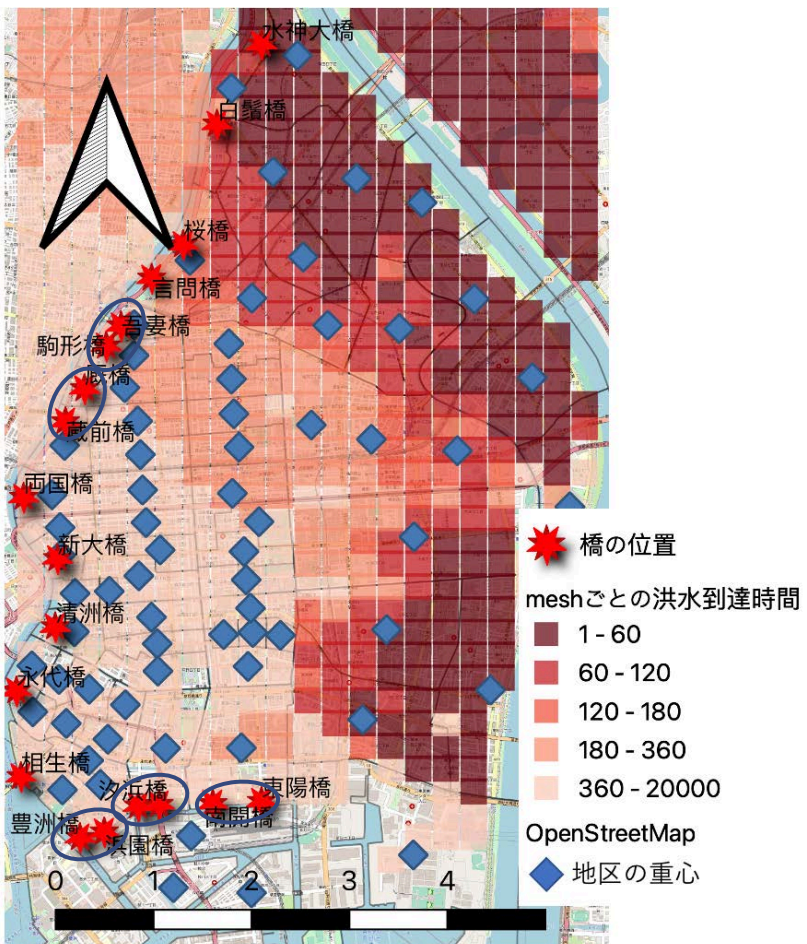 水神大橋
白鬚橋
桜橋
言問橋
吾妻橋
駒形橋
厩橋
蔵前橋
両国橋
新大橋
清洲橋
永代橋
相生橋
汐浜橋
東陽橋
南開橋
豊洲橋
浜園橋
0 1 2 3 4
橋の位置
meshごとの洪水到達時間
1 - 60
60 - 120
120 - 180
180 - 360
360 - 20000
OpenStreetMap
地区の重心